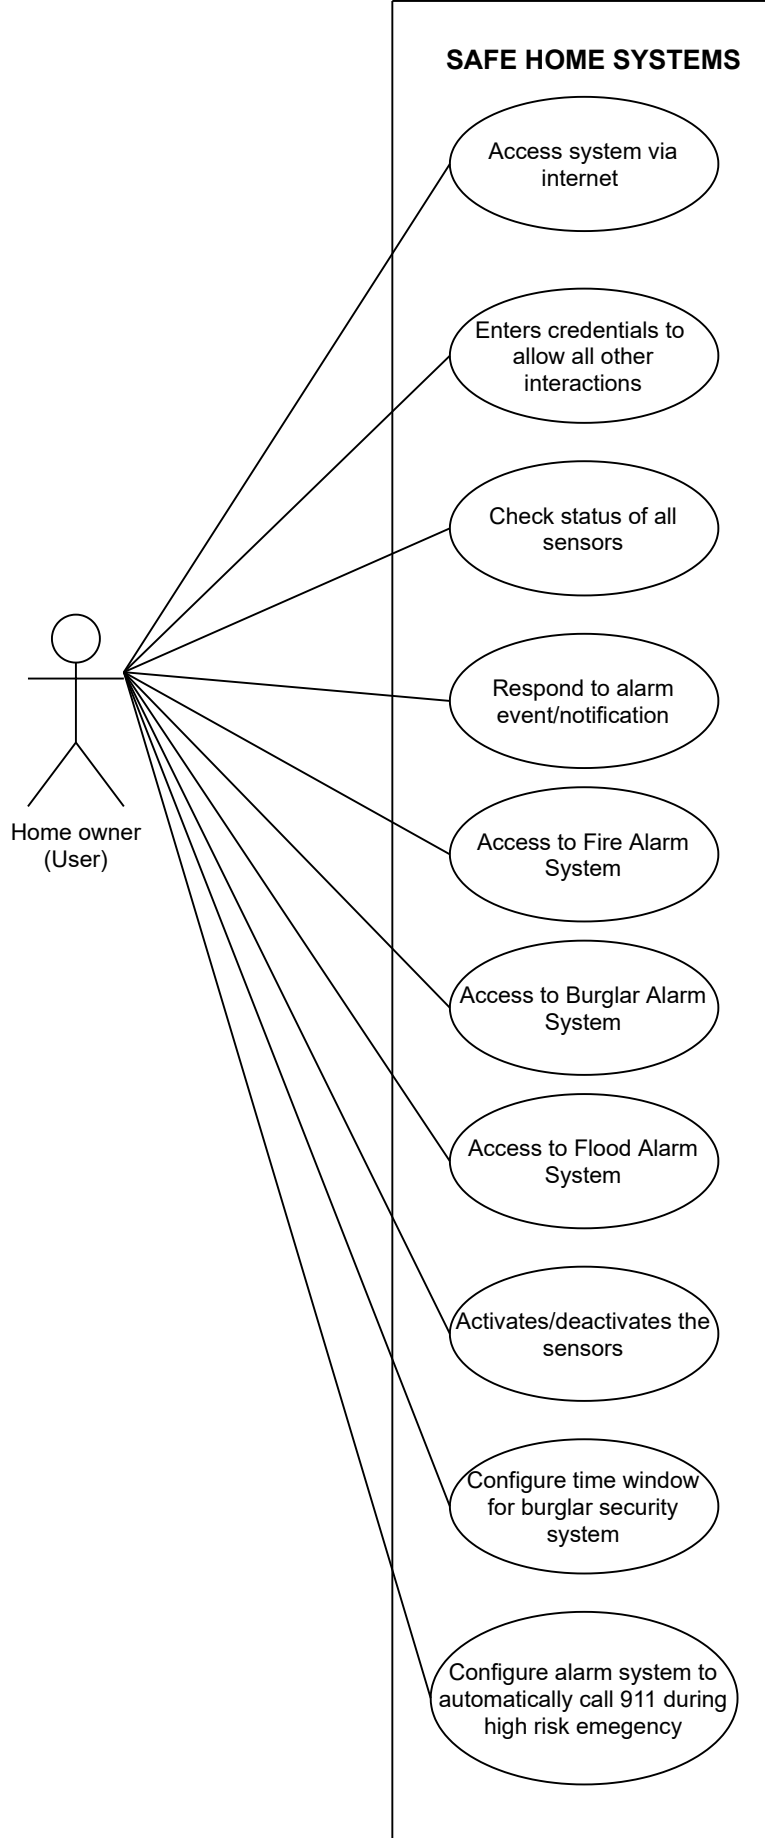 SAFE HOME SYSTEMS
Access system via
internet
Enters credentials to
allow all other
interactions
Check status of all
sensors
Respond to alarm
event/notification
Home owner
(User)
Access to Fire Alarm
System
Access to Burglar Alarm
System
Access to Flood Alarm
System
Activates/deactivates the
sensors
Configure time window
for burglar security
system
Configure alarm system to
automatically call 911 during
high risk emegency